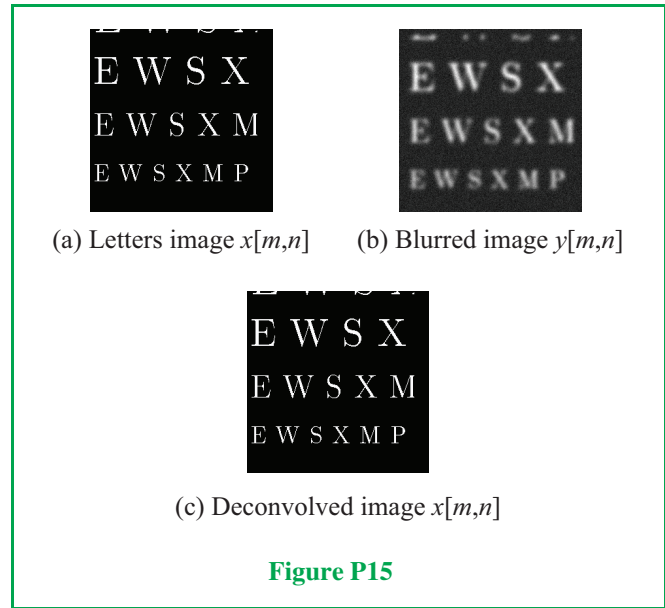 E W S X
E W S X M
E W S X M P
(a) Letters image x[m,n]
E W S X
E W S X M
E W S X M P
(b) Blurred image y[m,n]
E W S X
E W S X M
E W S X M P
(c) Deconvolved image x[m,n]
Figure P15